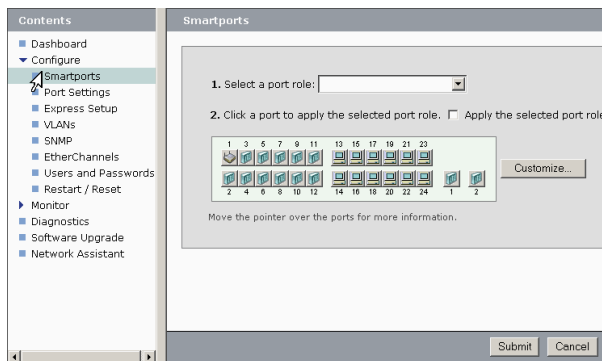 Contents
Dashboard
Configure
Smartports
Port Settings
Express Setup
VLANs
SNMP
EtherChannels
Users and Passwords
Restart / Reset
Monitor
Diagnostics
Software Upgrade
Network Assistant
Smartports
1. Select a port role:
2. Click a port to apply the selected port role. Apply the selected port role
1 3 5 7 9 11 13 15 17 19 21 23
2 4 6 8 10 12 14 16 18 20 22 24 1 2
Customize...
Move the pointer over the ports for more information.
Submit Cancel